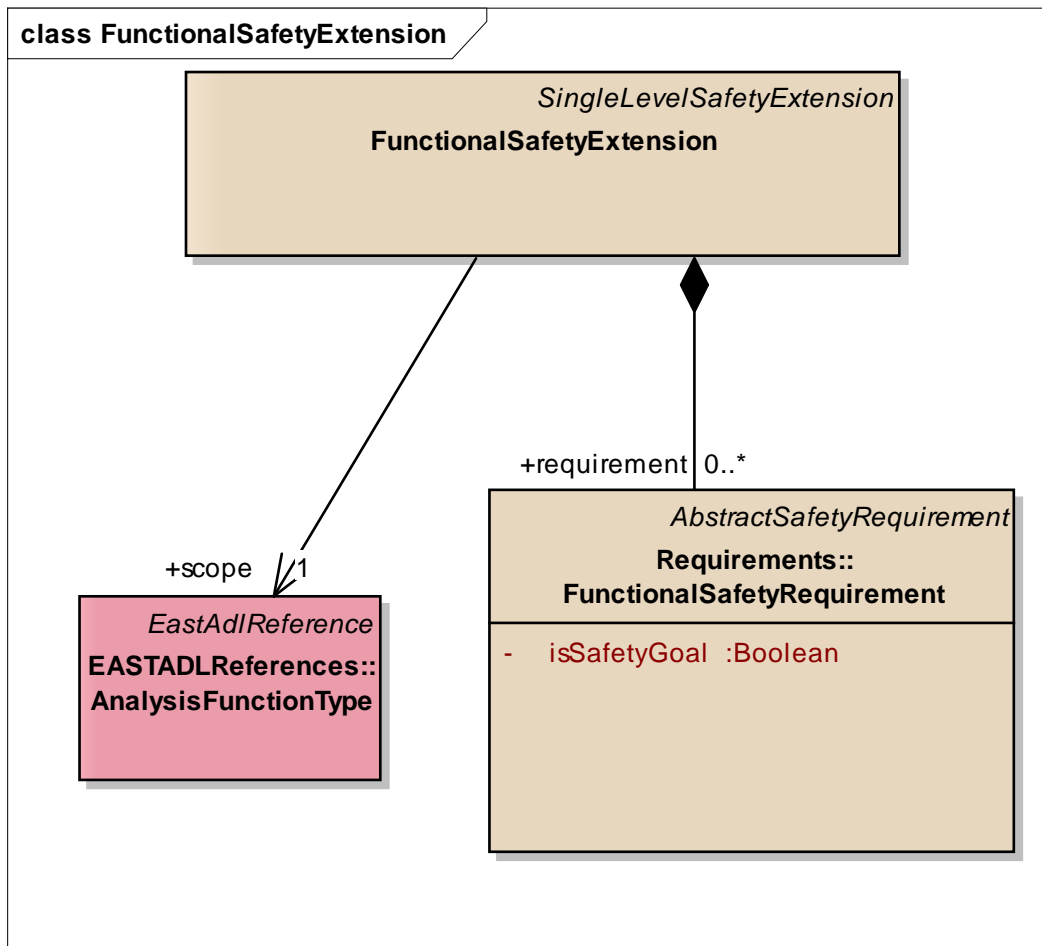 class FunctionalSafetyExtension
SingleLevelSafetyExtension
FunctionalSafetyExtension
+requirement 0..*
+scope 1
AbstractSafetyRequirement
Requirements::
FunctionalSafetyRequirement
- isSafetyGoal :Boolean
EastAdlReference
EASTADLReferences::
AnalysisFunctionType